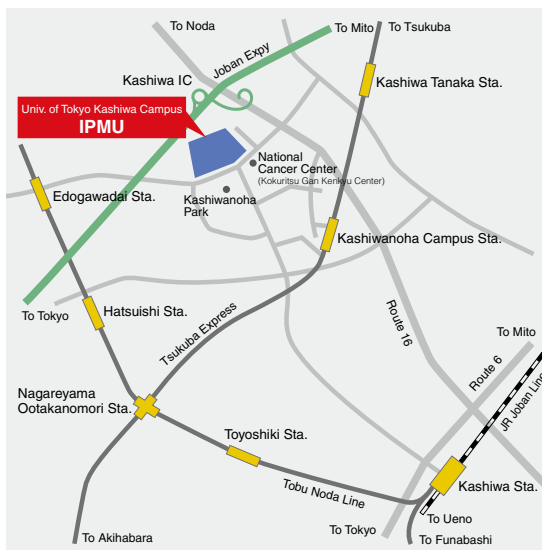 To Noda
To Mito
To Tsukuba
Joban Expy
Kashiwa IC
Kashiwa Tanaka Sta.
Univ. of Tokyo Kashiwa Campus
IPMU
National
Cancer Center
(Kokuritsu Gan Kenkyu Center)
Edogawadai Sta.
Kashiwanoha
Park
Kashiwanoha Campus Sta.
To Tokyo
Hatsuishi Sta.
Tsukuba Express
Route 16
To Mito
Route 6
JR Joban Line
Nagareyama
Ootakanomori Sta.
Toyoshiki Sta.
Tobu Noda Line
Kashiwa Sta.
To Akihabara
To Tokyo
To Ueno
To Funabashi